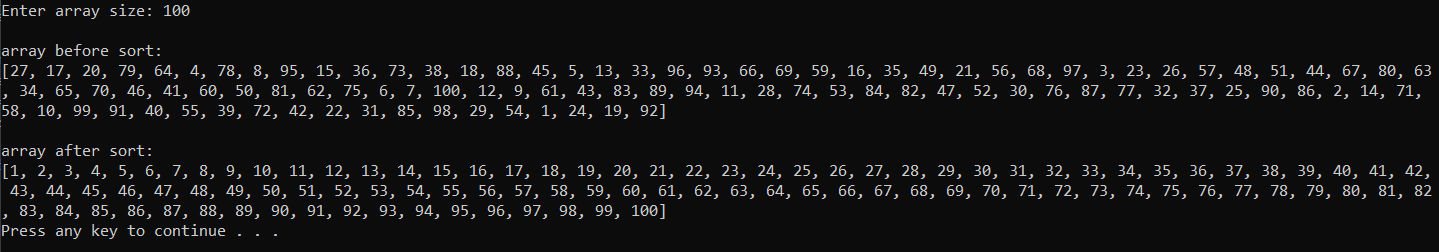 Enter array size: 100
array before sort:
[27, 17, 20, 79, 64, 4, 78, 8, 95, 15, 36, 73, 38, 18, 88, 45, 5, 13, 33, 96, 93, 66, 69, 59, 16, 35, 49, 21, 56, 68, 97, 3, 23, 26, 57, 48, 51, 44, 67, 80, 63
, 34, 65, 70, 46, 41, 60, 50, 81, 62, 75, 6, 7, 100, 12, 9, 61, 43, 83, 89, 94, 11, 28, 74, 53, 84, 82, 47, 52, 30, 76, 87, 77, 32, 37, 25, 90, 86, 2, 14, 71,
58, 10, 99, 91, 40, 55, 39, 72, 42, 22, 31, 85, 98, 29, 54, 1, 24, 19, 92]
array after sort:
[1, 2, 3, 4, 5, 6, 7, 8, 9, 10, 11, 12, 13, 14, 15, 16, 17, 18, 19, 20, 21, 22, 23, 24, 25, 26, 27, 28, 29, 30, 31, 32, 33, 34, 35, 36, 37, 38, 39, 40, 41, 42,
43, 44, 45, 46, 47, 48, 49, 50, 51, 52, 53, 54, 55, 56, 57, 58, 59, 60, 61, 62, 63, 64, 65, 66, 67, 68, 69, 70, 71, 72, 73, 74, 75, 76, 77, 78, 79, 80, 81, 82
, 83, 84, 85, 86, 87, 88, 89, 90, 91, 92, 93, 94, 95, 96, 97, 98, 99, 100]
Press any key to continue . . .